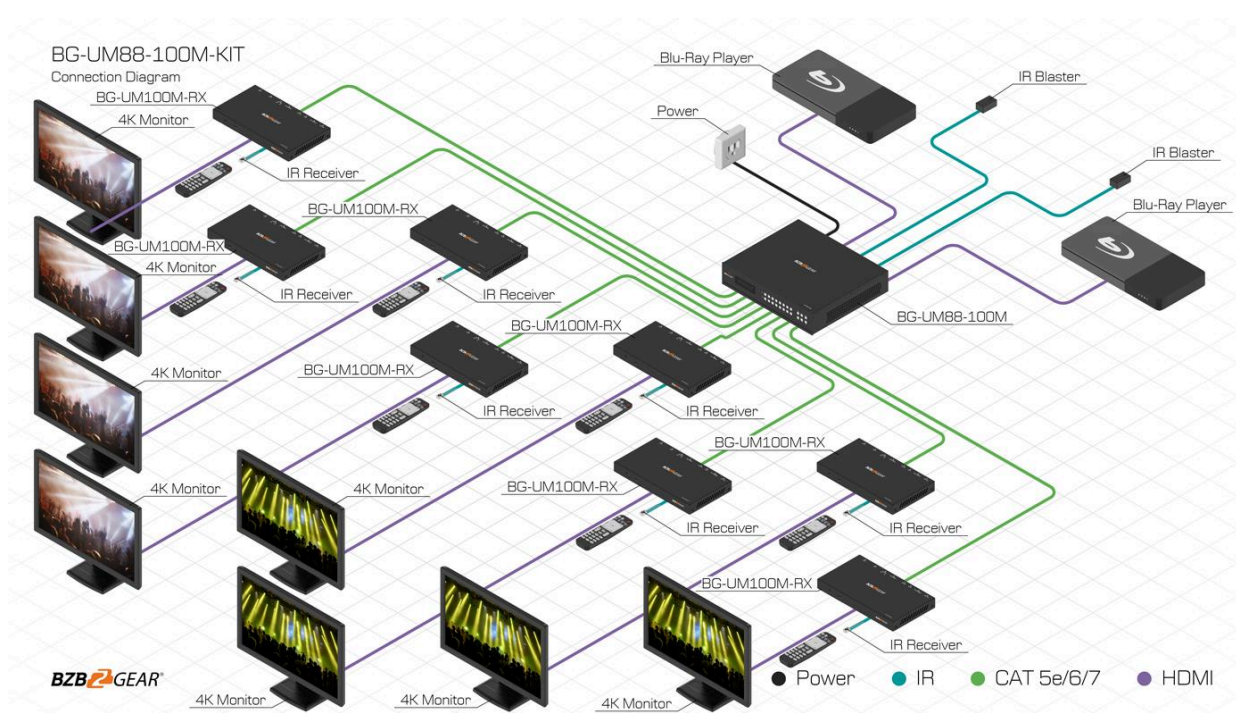 BG-UM88-100M-KIT
Connection Diagram
BG-UM100M-RX
4K Monitor
IR Receiver
Blu-Ray Player
Power
IR Blaster
IR Blaster
Blu-Ray Player
BG-UM88-100M
BG-UM100M-RX
BG-UM100M-RX
4K Monitor
IR Receiver
IR Receiver
BG-UM100M-RX
BG-UM100M-RX
4K Monitor
IR Receiver
IR Receiver
BG-UM100M-RX
BG-UM100M-RX
4K Monitor
4K Monitor
IR Receiver
IR Receiver
BG-UM100M-RX
IR Receiver
4K Monitor
4K Monitor
4K Monitor
BZBGEAR®
Power
IR
CAT 5e/6/7
HDMI